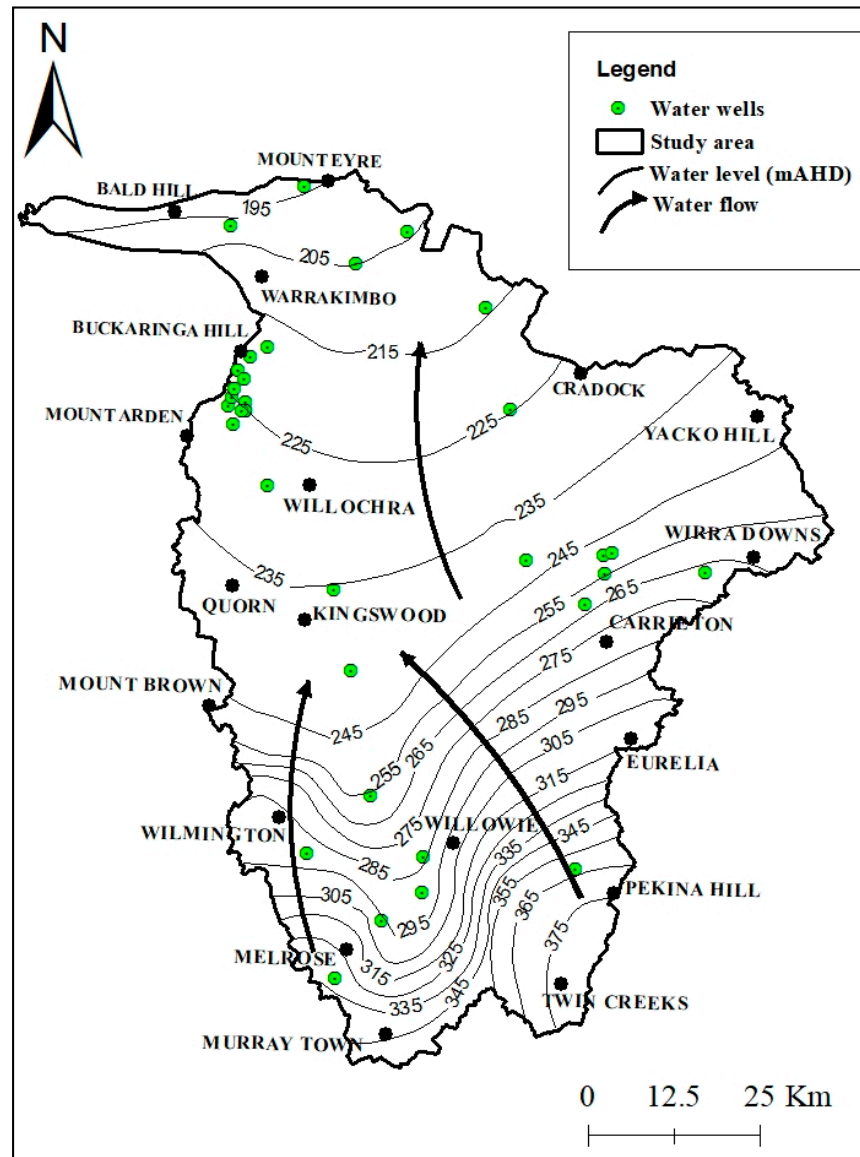 N
Legend
Water wells
Study area
Water level (mAHD)
Water flow
MOUNT EYRE
BALD HILL
195
205
WARRAKIMBO
BUCKARINGA HILL
215
CRADOCK
MOUNT ARDEN
225
225
YACKO HILL
WILLOCHRA
235
245
WIRRA DOWNS
235
255
265
QUORN
KINGSWOOD
CARRIETON
275
MOUNT BROWN
285
245
295
265
305
EURELIA
255
315
275
WILMINGTON
WILLOWIE
345
335
285
355
365
PEKINA HILL
305
295
375
MELROSE
315
325
TWIN CREEKS
345
335
MURRAY TOWN
0 12.5 25 Km